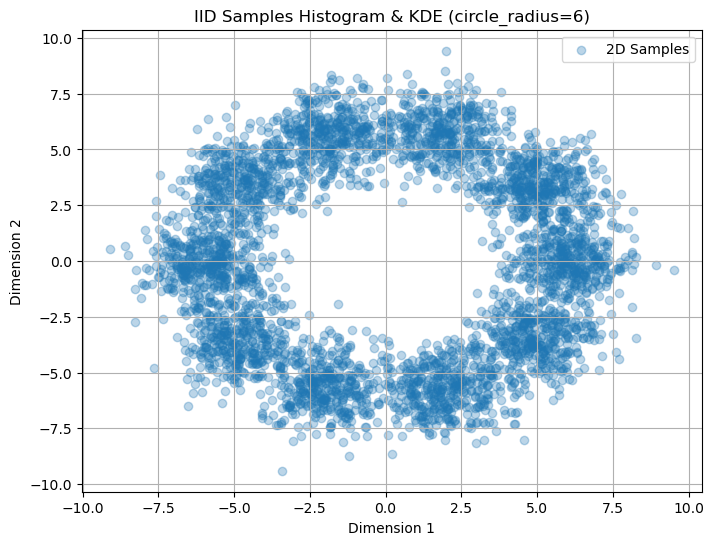 IID Samples Histogram & KDE (circle_radius=6)
2D Samples
10.0
7.5
5.0
2.5
0.0
−2.5
−5.0
−7.5
−10.0
Dimension 2
−10.0 −7.5 −5.0 −2.5 0.0 2.5 5.0 7.5 10.0
Dimension 1